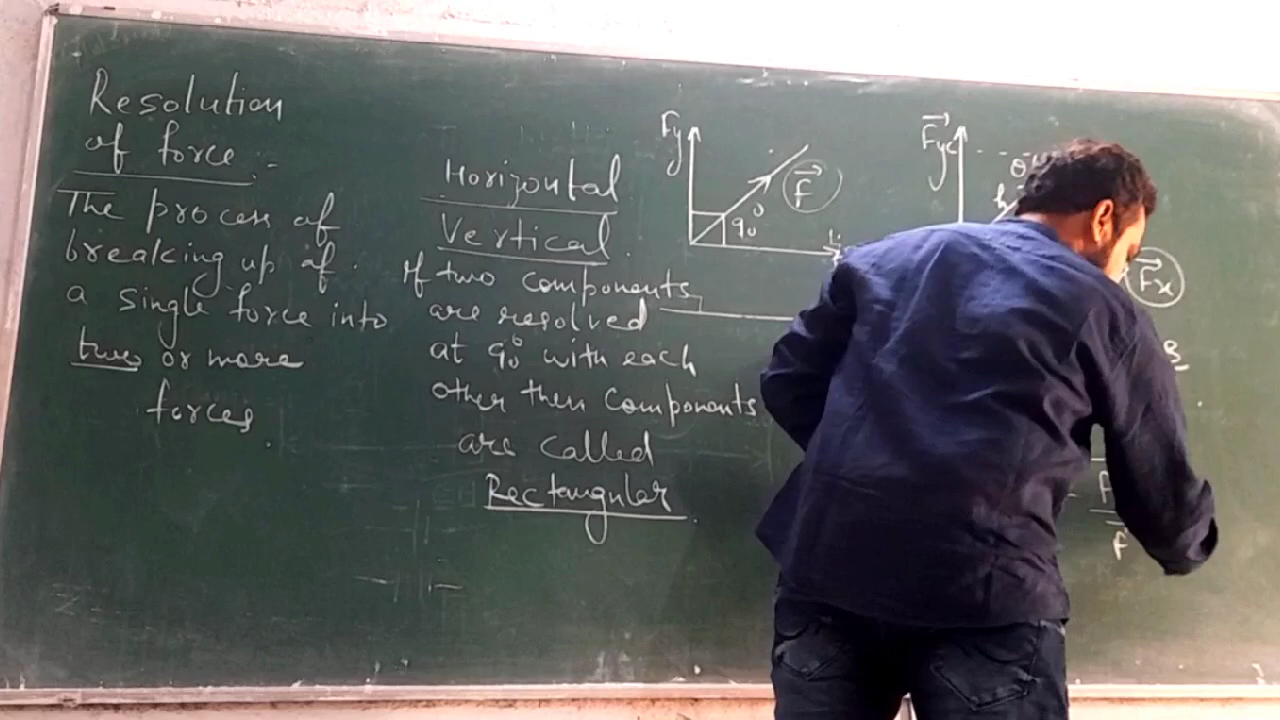 Resolution
of force :-
The process of
breaking up of
a single force into
two or more
forces.
Horizontal
Vertical.
If two components
are resolved
at 90° with each
other then components
are called
Rectangular.
Fy
F
90°
Fy
θ
h
Fx
B
F
F